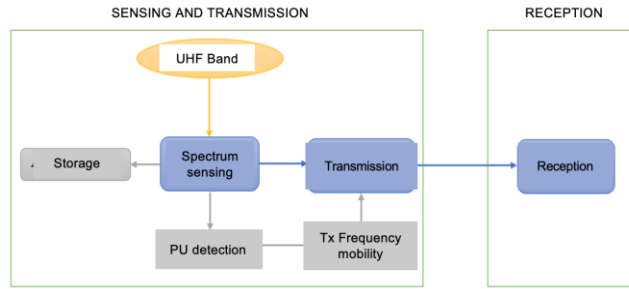 SENSING AND TRANSMISSION
RECEPTION
UHF Band
Storage
Spectrum
sensing
Transmission
Reception
PU detection
Tx Frequency
mobility